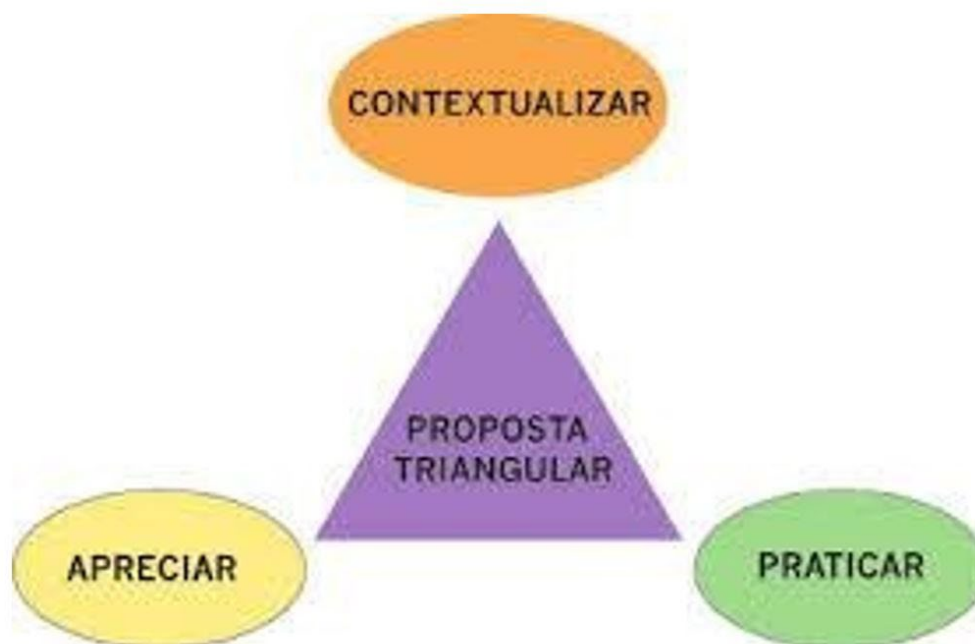 CONTEXTUALIZAR
PROPOSTA
TRIANGULAR
APRECIAR
PRATICAR